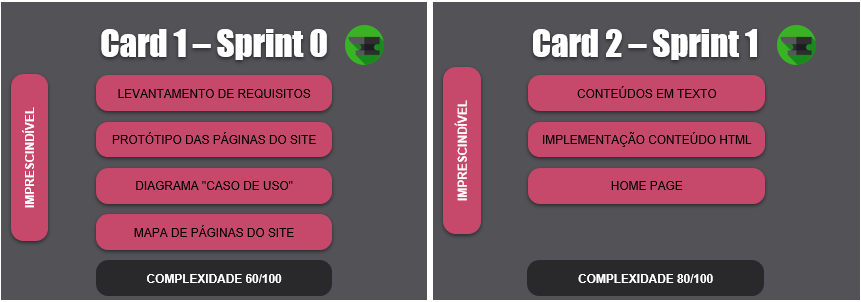 Card 1 – Sprint 0
IMPRESCINDÍVEL
LEVANTAMENTO DE REQUISITOS
PROTÓTIPO DAS PÁGINAS DO SITE
DIAGRAMA "CASO DE USO"
MAPA DE PÁGINAS DO SITE
COMPLEXIDADE 60/100
Card 2 – Sprint 1
IMPRESCINDÍVEL
CONTEÚDOS EM TEXTO
IMPLEMENTAÇÃO CONTEÚDO HTML
HOME PAGE
COMPLEXIDADE 80/100